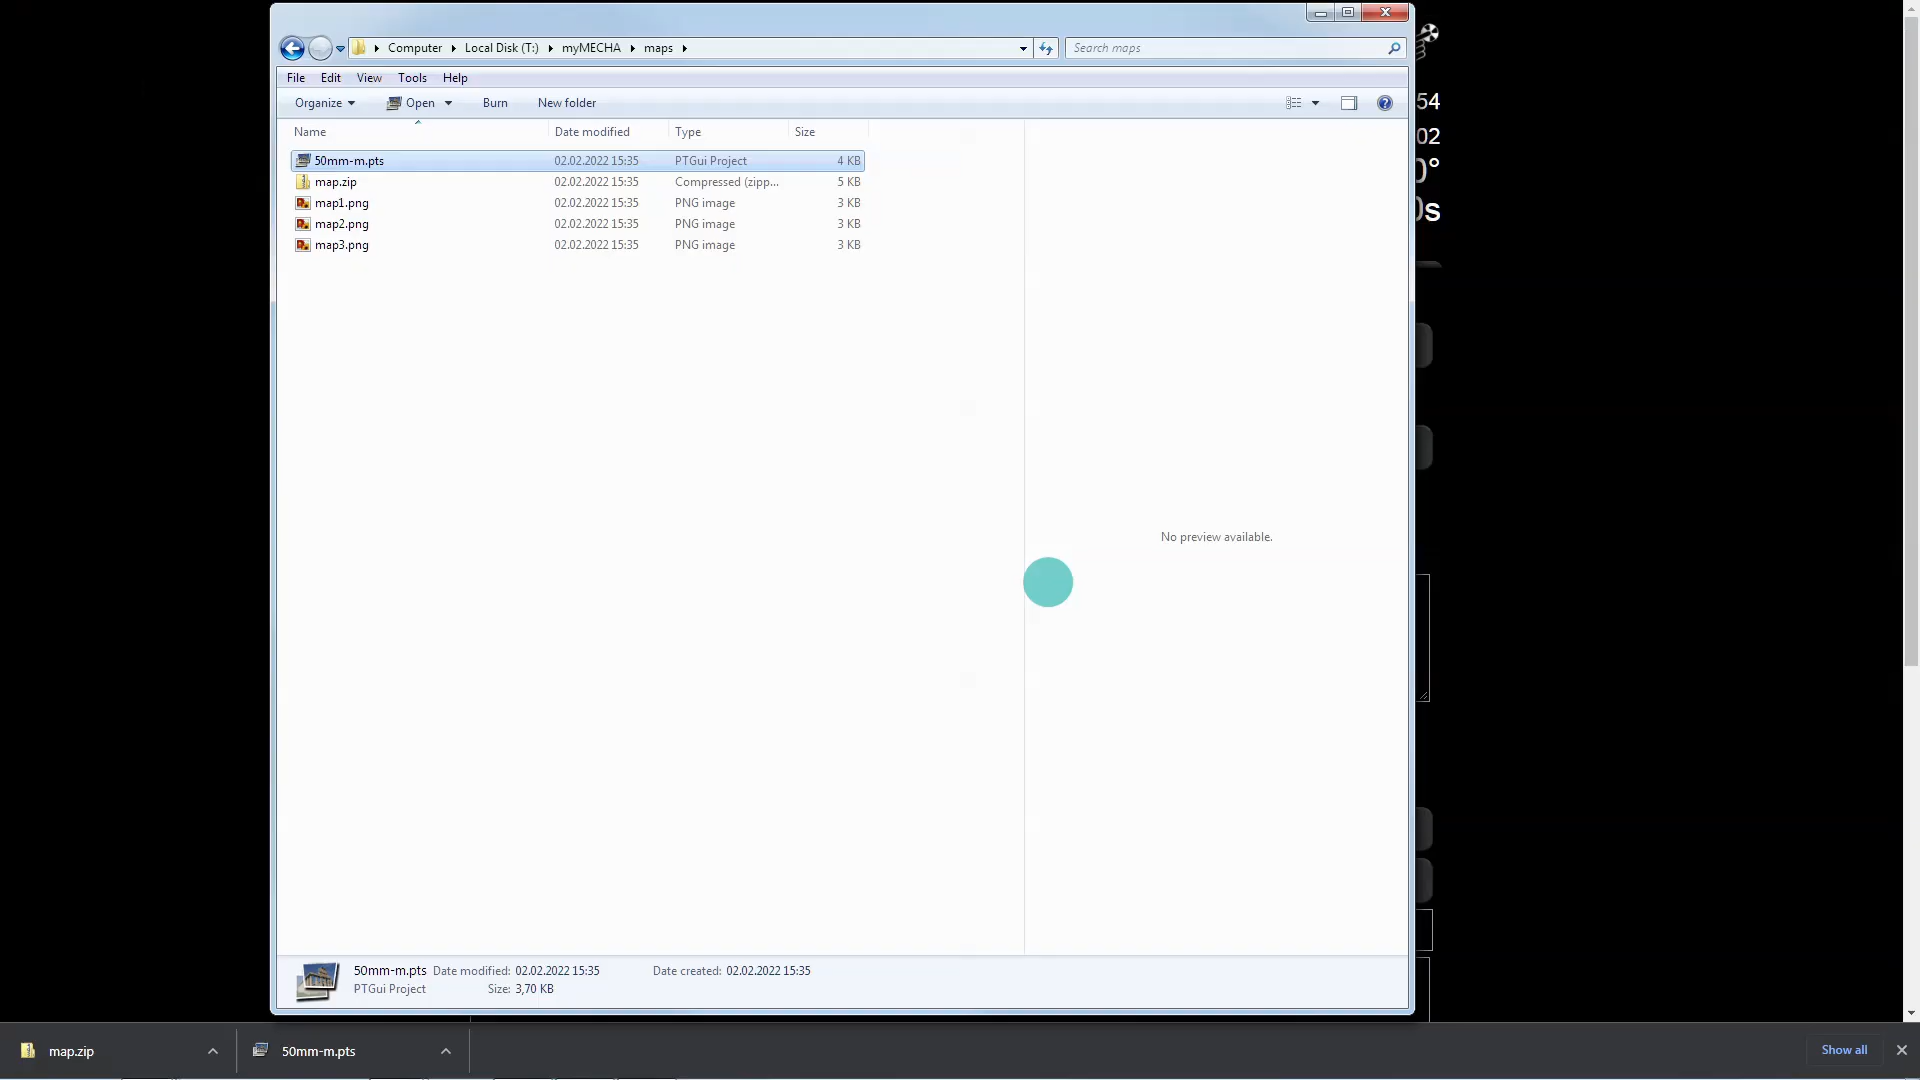 Computer Local Disk (T:) myMECHA maps
Search maps
File Edit View Tools Help
Organize Open Burn New folder
Name Date modified Type Size
50mm-m.pts 02.02.2022 15:35 PTGui Project 4 KB
map.zip 02.02.2022 15:35 Compressed (zipp... 5 KB
map1.png 02.02.2022 15:35 PNG image 3 KB
map2.png 02.02.2022 15:35 PNG image 3 KB
map3.png 02.02.2022 15:35 PNG image 3 KB
No preview available.
54
02
0°
0s
50mm-m.pts Date modified: 02.02.2022 15:35 Date created: 02.02.2022 15:35
PTGui Project Size: 3,70 KB
map.zip 50mm-m.pts Show all